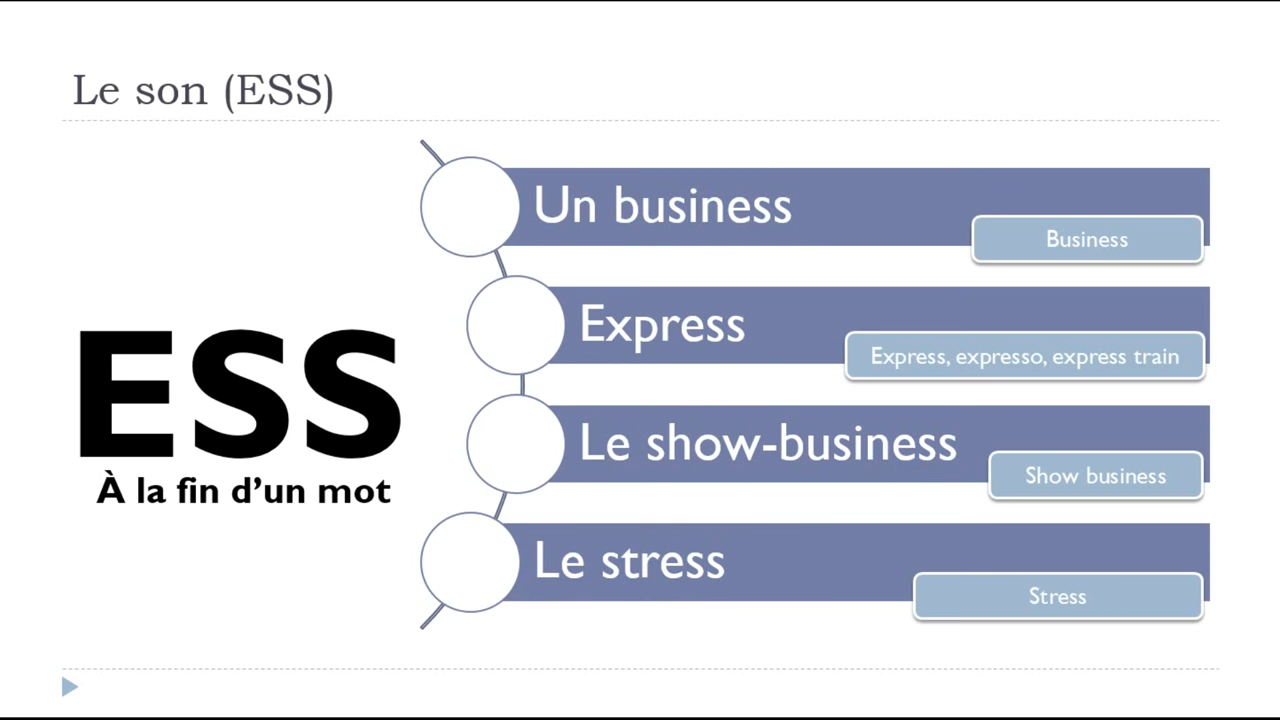 Le son (ESS)
ESS
À la fin d’un mot
Un business
Business
Express
Express, expresso, express train
Le show-business
Show business
Le stress
Stress